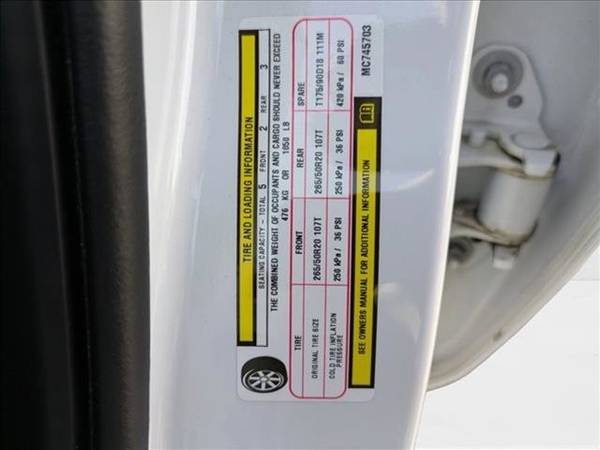 TIRE AND LOADING INFORMATION
SEATING CAPACITY - TOTAL 5 FRONT 2 REAR 3
THE COMBINED WEIGHT OF OCCUPANTS AND CARGO SHOULD NEVER EXCEED
476 KG OR 1050 LB
TIRE FRONT REAR SPARE
ORIGINAL TIRE SIZE 265/50R20 107T 265/50R20 107T T175/90D18 111M
COLD TIRE INFLATION PRESSURE 250 kPa / 36 PSI 250 kPa / 36 PSI 420 kPa / 60 PSI
SEE OWNERS MANUAL FOR ADDITIONAL INFORMATION
MC745703